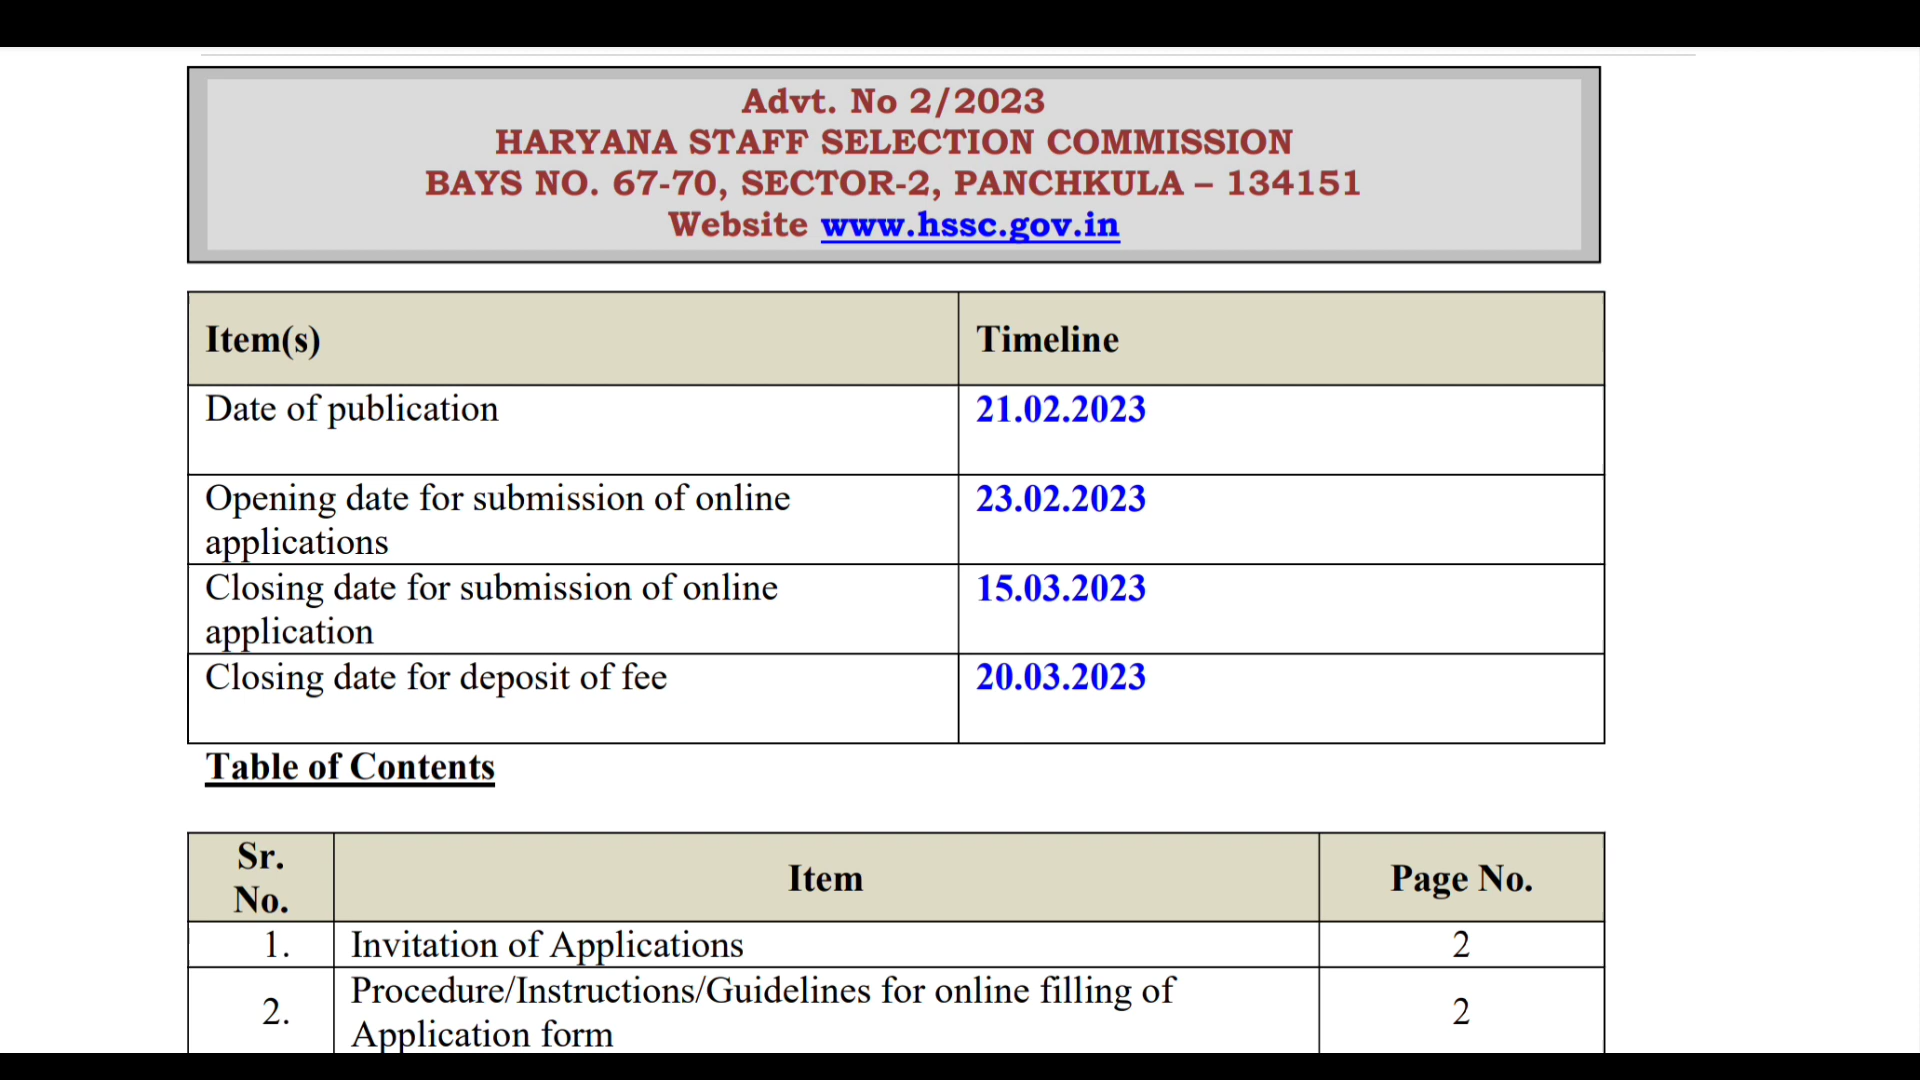 Advt. No 2/2023
HARYANA STAFF SELECTION COMMISSION
BAYS NO. 67-70, SECTOR-2, PANCHKULA – 134151
Website www.hssc.gov.in
Item(s) Timeline
Date of publication 21.02.2023
Opening date for submission of online 23.02.2023
applications
Closing date for submission of online 15.03.2023
application
Closing date for deposit of fee 20.03.2023
Table of Contents
Sr.
No. Item Page No.
1. Invitation of Applications 2
2. Procedure/Instructions/Guidelines for online filling of 2
Application form